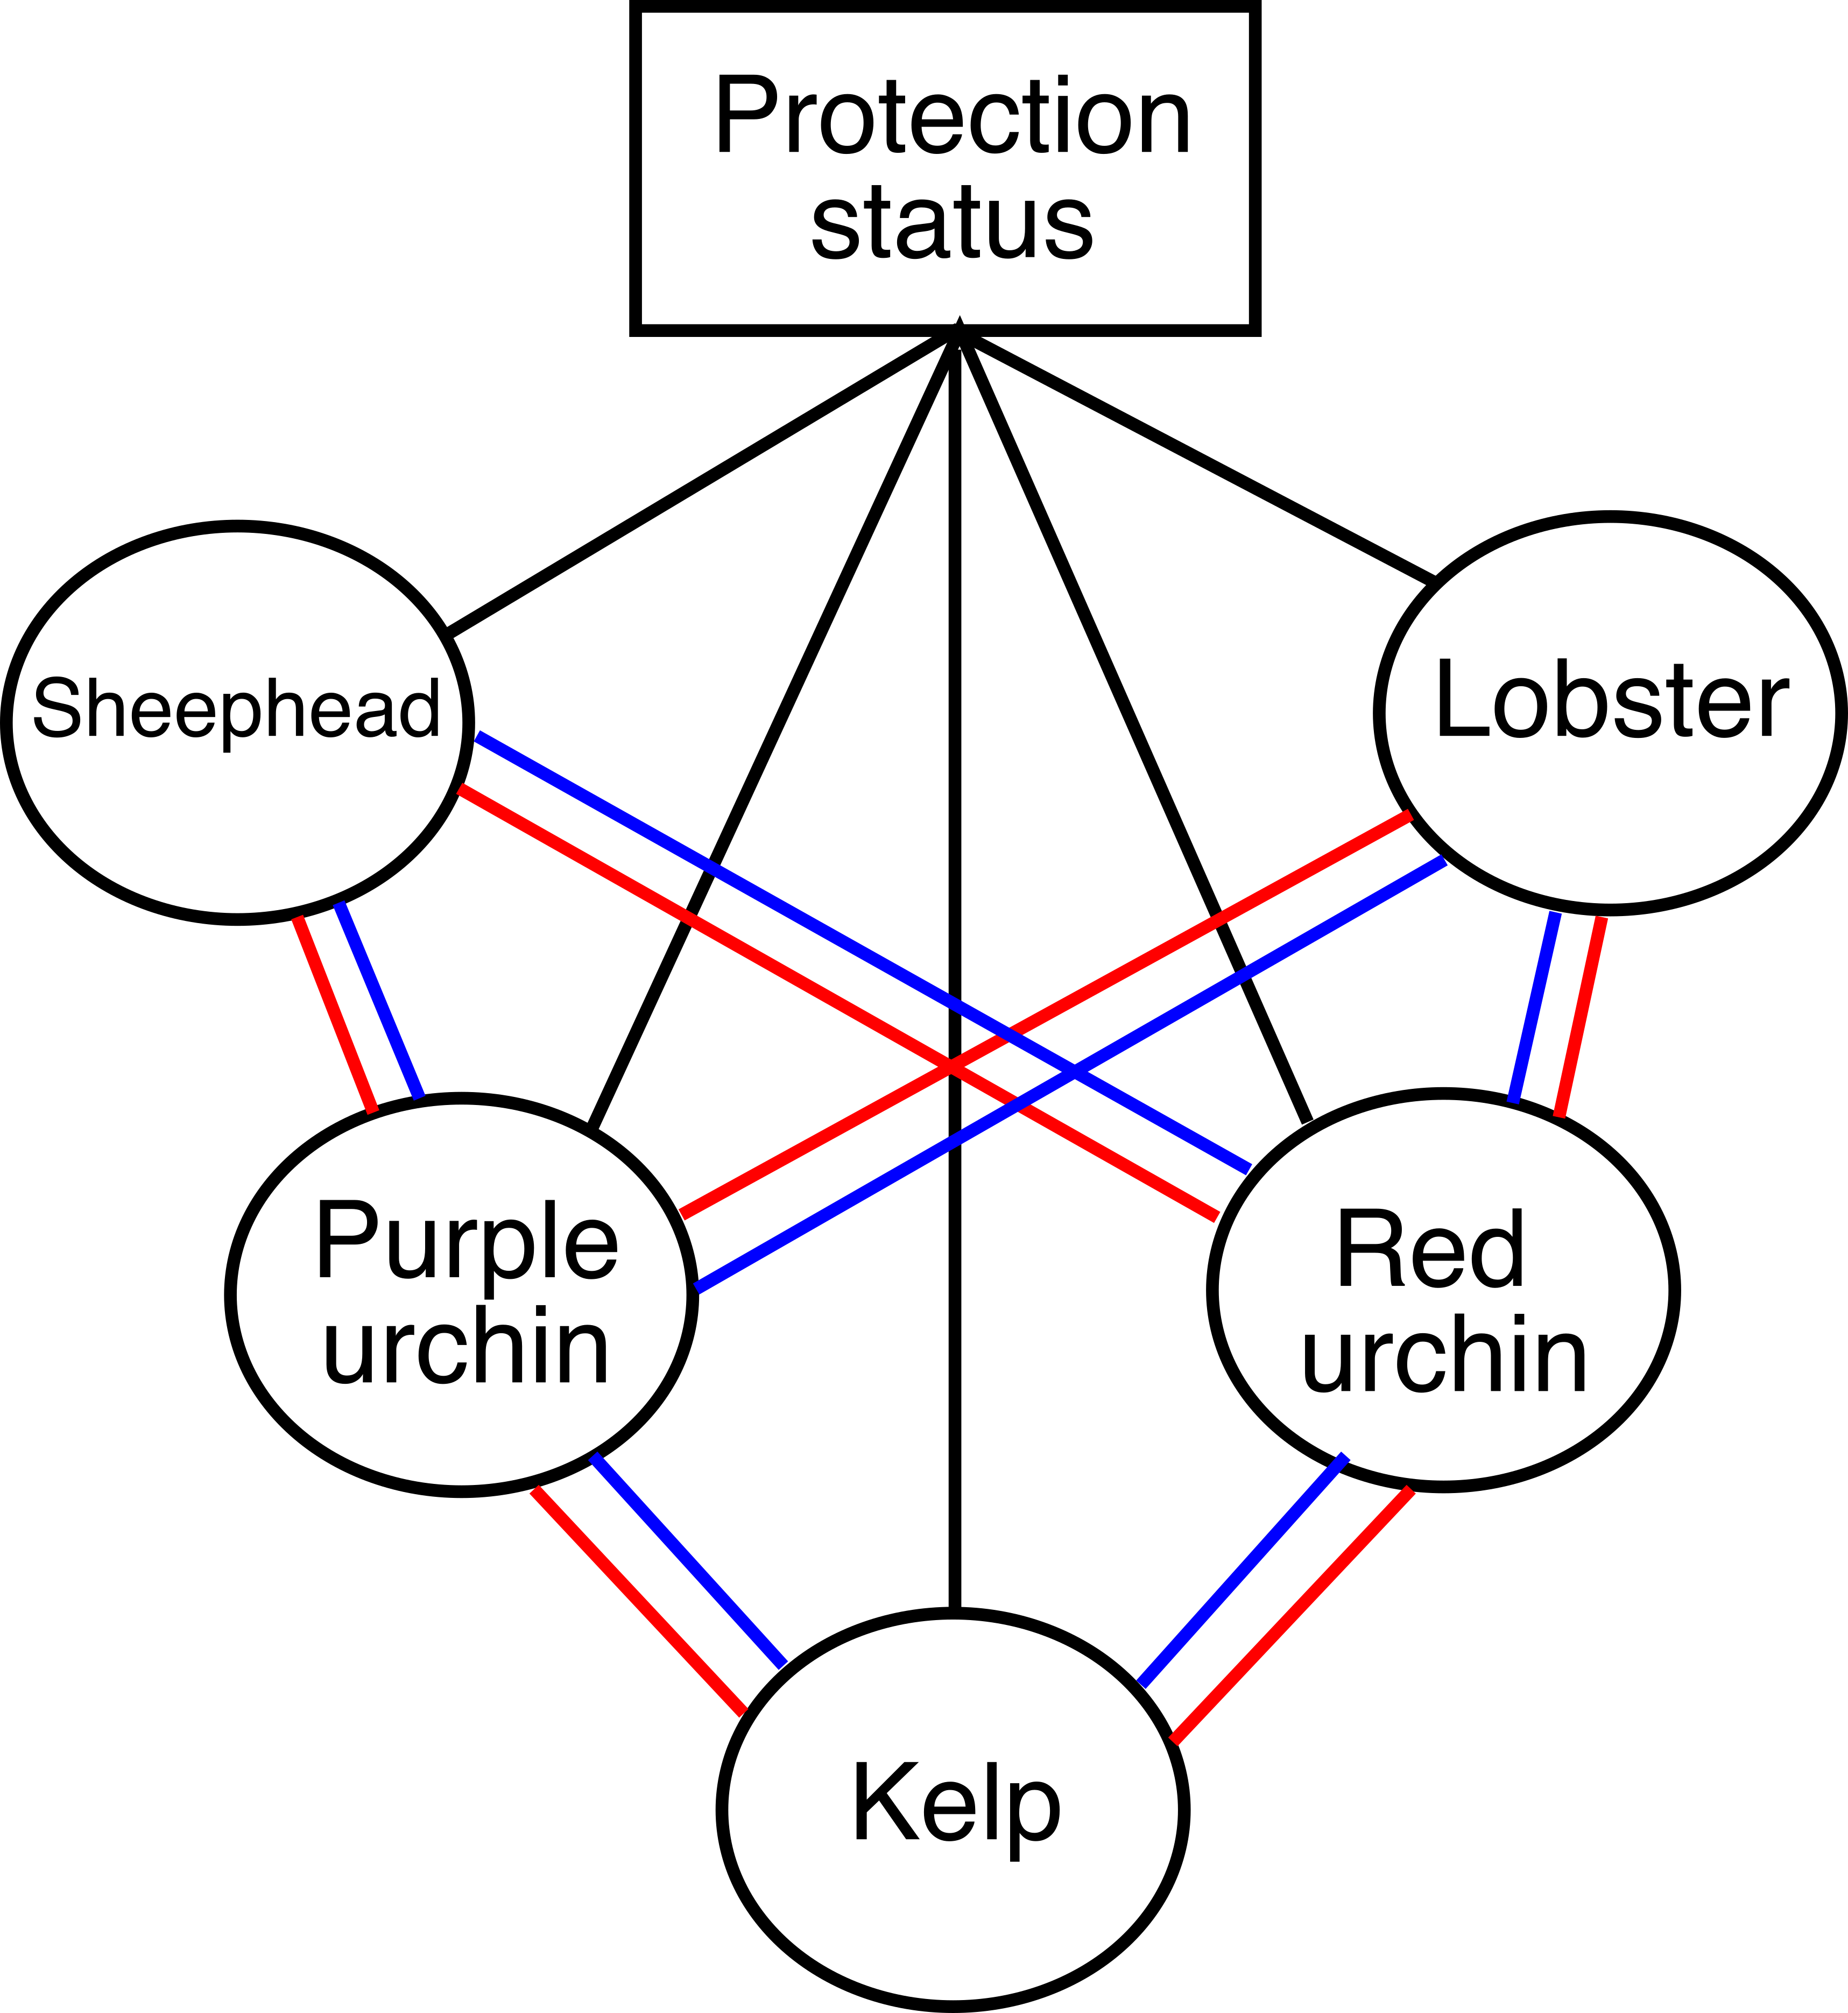 Protection
status
Sheephead
Lobster
Purple
urchin
Red
urchin
Kelp